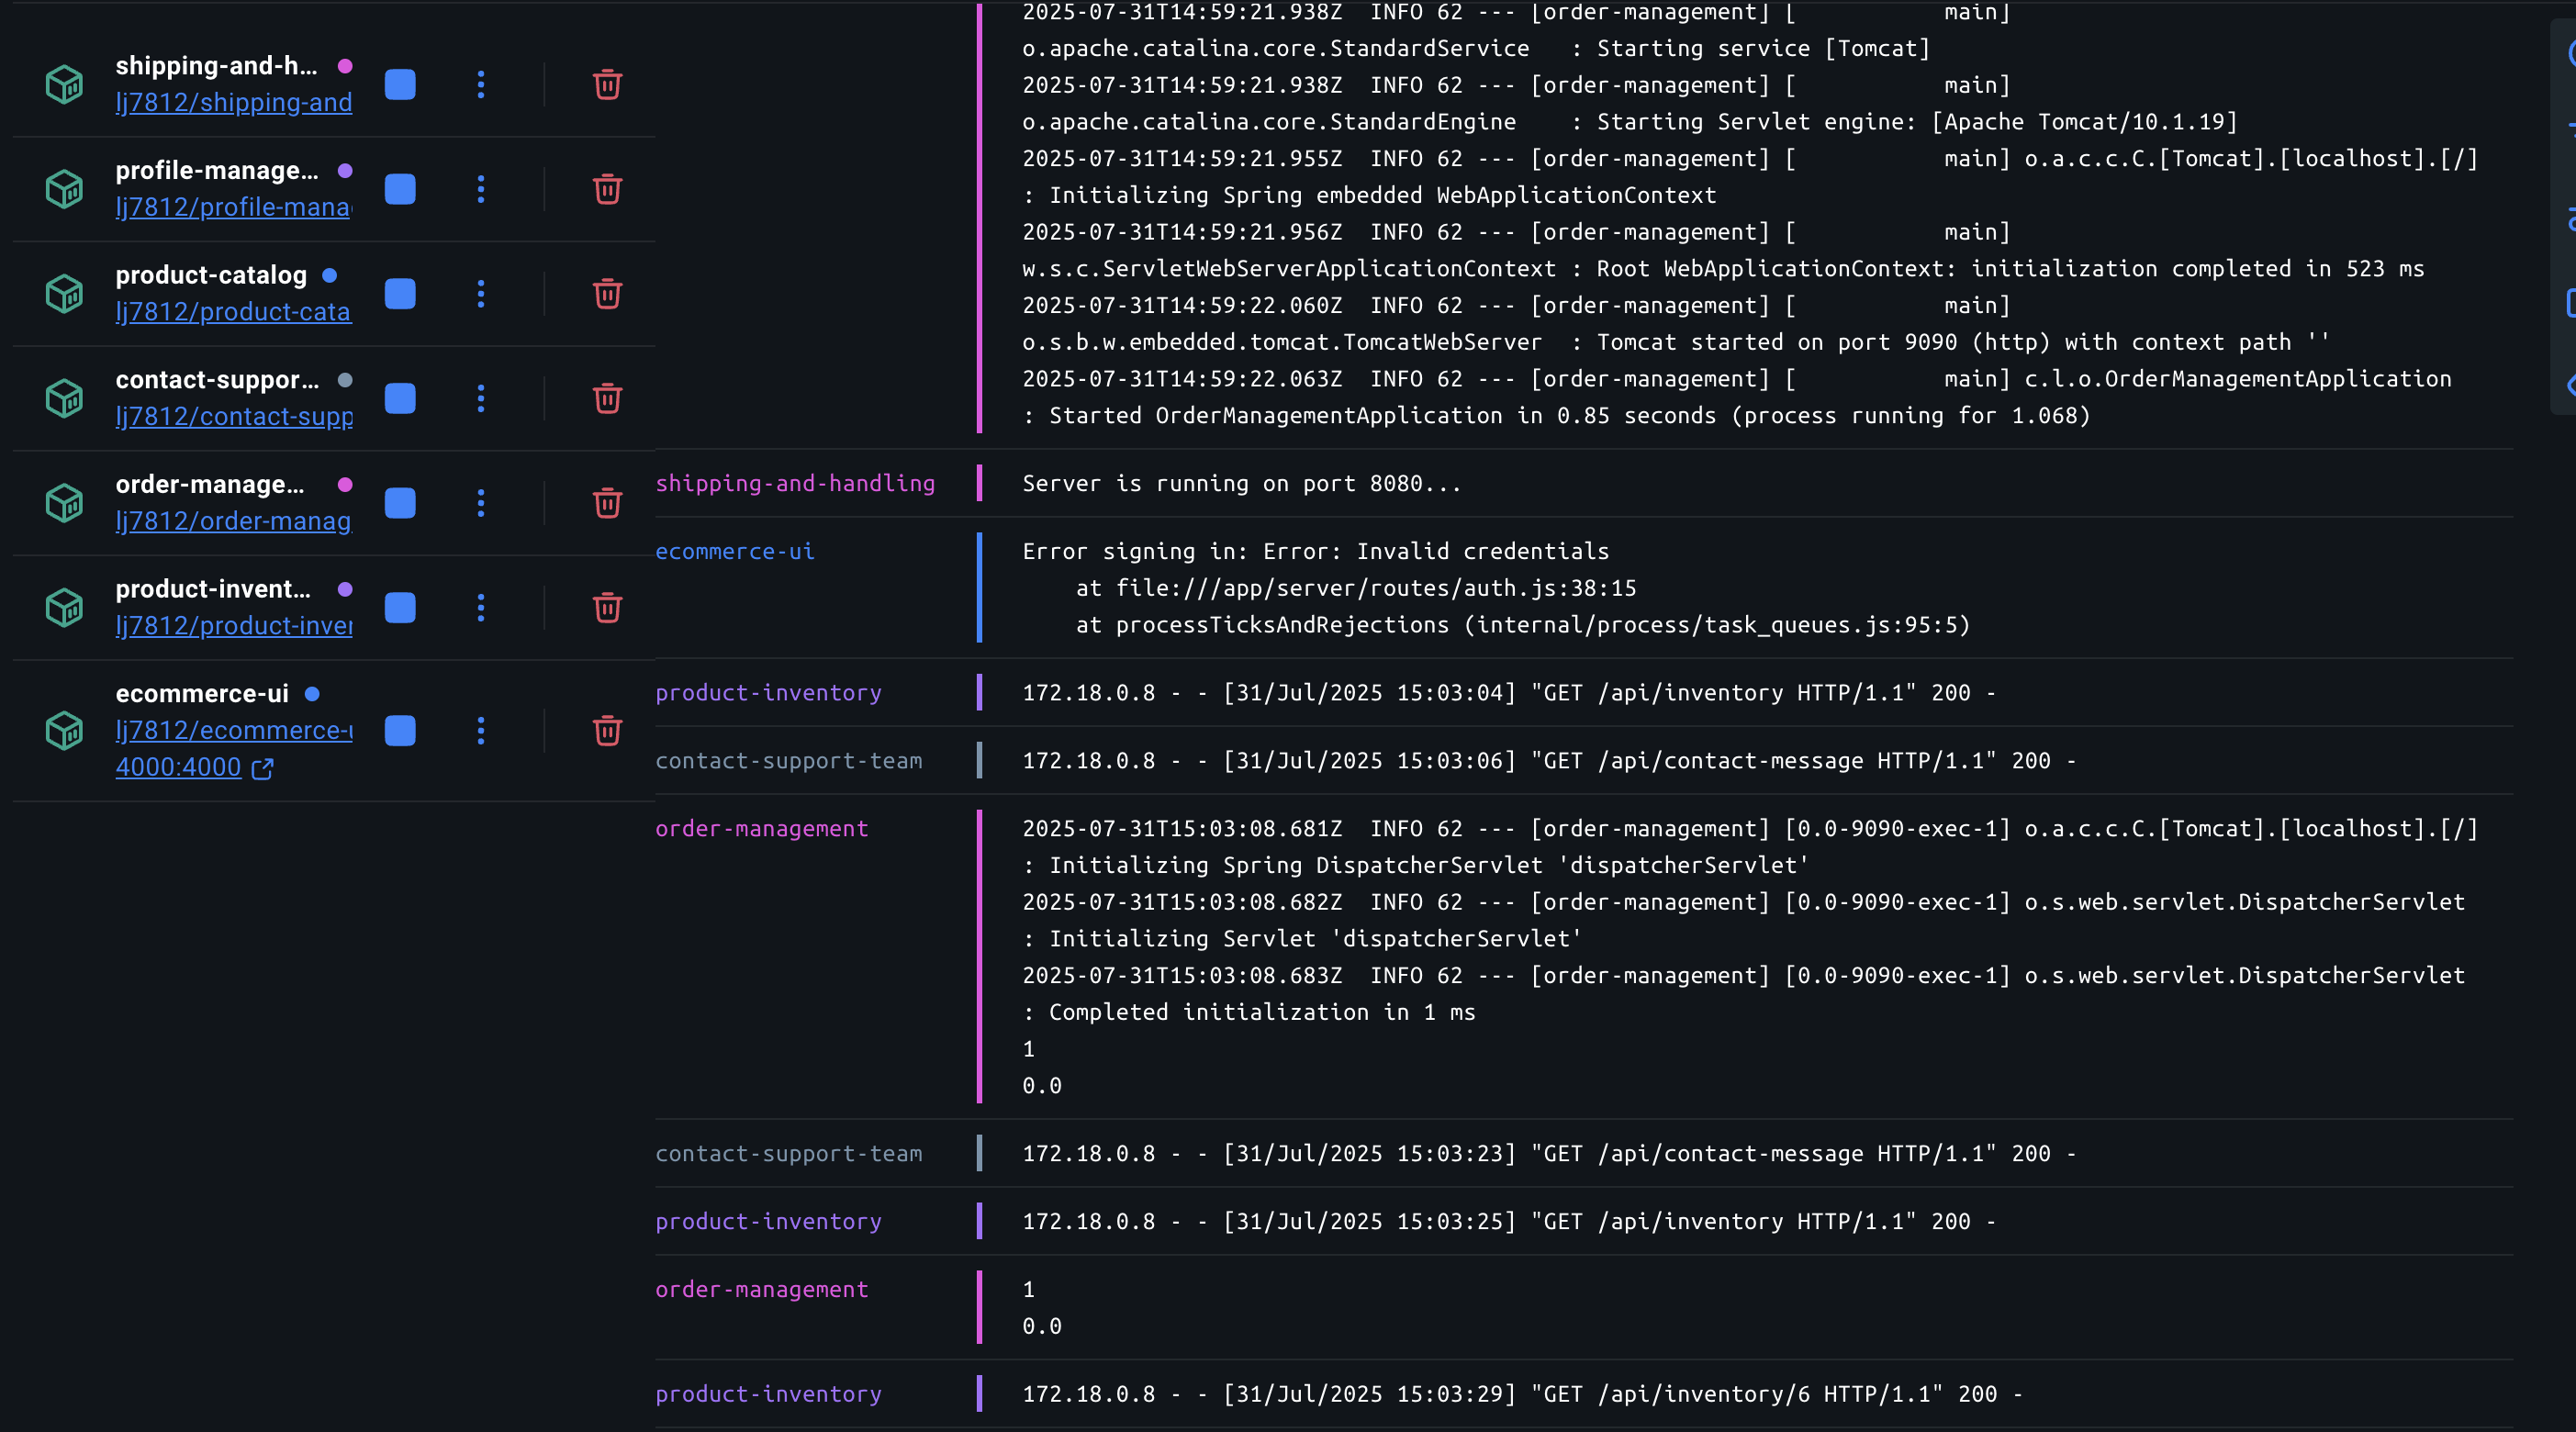 shipping-and-h...
lj7812/shipping-and
profile-manage...
lj7812/profile-mana
product-catalog
lj7812/product-cata
contact-suppor...
lj7812/contact-supp
order-manage...
lj7812/order-manag
product-invent...
lj7812/product-inver
ecommerce-ui
lj7812/ecommerce-u
4000:4000
2025-07-31T14:59:21.938Z  INFO 62 --- [order-management] [           main]
o.apache.catalina.core.StandardService   : Starting service [Tomcat]
2025-07-31T14:59:21.938Z  INFO 62 --- [order-management] [           main]
o.apache.catalina.core.StandardEngine    : Starting Servlet engine: [Apache Tomcat/10.1.19]
2025-07-31T14:59:21.955Z  INFO 62 --- [order-management] [           main] o.a.c.c.C.[Tomcat].[localhost].[/]
: Initializing Spring embedded WebApplicationContext
2025-07-31T14:59:21.956Z  INFO 62 --- [order-management] [           main]
w.s.c.ServletWebServerApplicationContext : Root WebApplicationContext: initialization completed in 523 ms
2025-07-31T14:59:22.060Z  INFO 62 --- [order-management] [           main]
o.s.b.w.embedded.tomcat.TomcatWebServer  : Tomcat started on port 9090 (http) with context path ''
2025-07-31T14:59:22.063Z  INFO 62 --- [order-management] [           main] c.l.o.OrderManagementApplication
: Started OrderManagementApplication in 0.85 seconds (process running for 1.068)
shipping-and-handling Server is running on port 8080...
ecommerce-ui Error signing in: Error: Invalid credentials
    at file:///app/server/routes/auth.js:38:15
    at processTicksAndRejections (internal/process/task_queues.js:95:5)
product-inventory 172.18.0.8 - - [31/Jul/2025 15:03:04] "GET /api/inventory HTTP/1.1" 200 -
contact-support-team 172.18.0.8 - - [31/Jul/2025 15:03:06] "GET /api/contact-message HTTP/1.1" 200 -
order-management 2025-07-31T15:03:08.681Z  INFO 62 --- [order-management] [0.0-9090-exec-1] o.a.c.c.C.[Tomcat].[localhost].[/]
: Initializing Spring DispatcherServlet 'dispatcherServlet'
2025-07-31T15:03:08.682Z  INFO 62 --- [order-management] [0.0-9090-exec-1] o.s.web.servlet.DispatcherServlet
: Initializing Servlet 'dispatcherServlet'
2025-07-31T15:03:08.683Z  INFO 62 --- [order-management] [0.0-9090-exec-1] o.s.web.servlet.DispatcherServlet
: Completed initialization in 1 ms
1
0.0
contact-support-team 172.18.0.8 - - [31/Jul/2025 15:03:23] "GET /api/contact-message HTTP/1.1" 200 -
product-inventory 172.18.0.8 - - [31/Jul/2025 15:03:25] "GET /api/inventory HTTP/1.1" 200 -
order-management 1
0.0
product-inventory 172.18.0.8 - - [31/Jul/2025 15:03:29] "GET /api/inventory/6 HTTP/1.1" 200 -